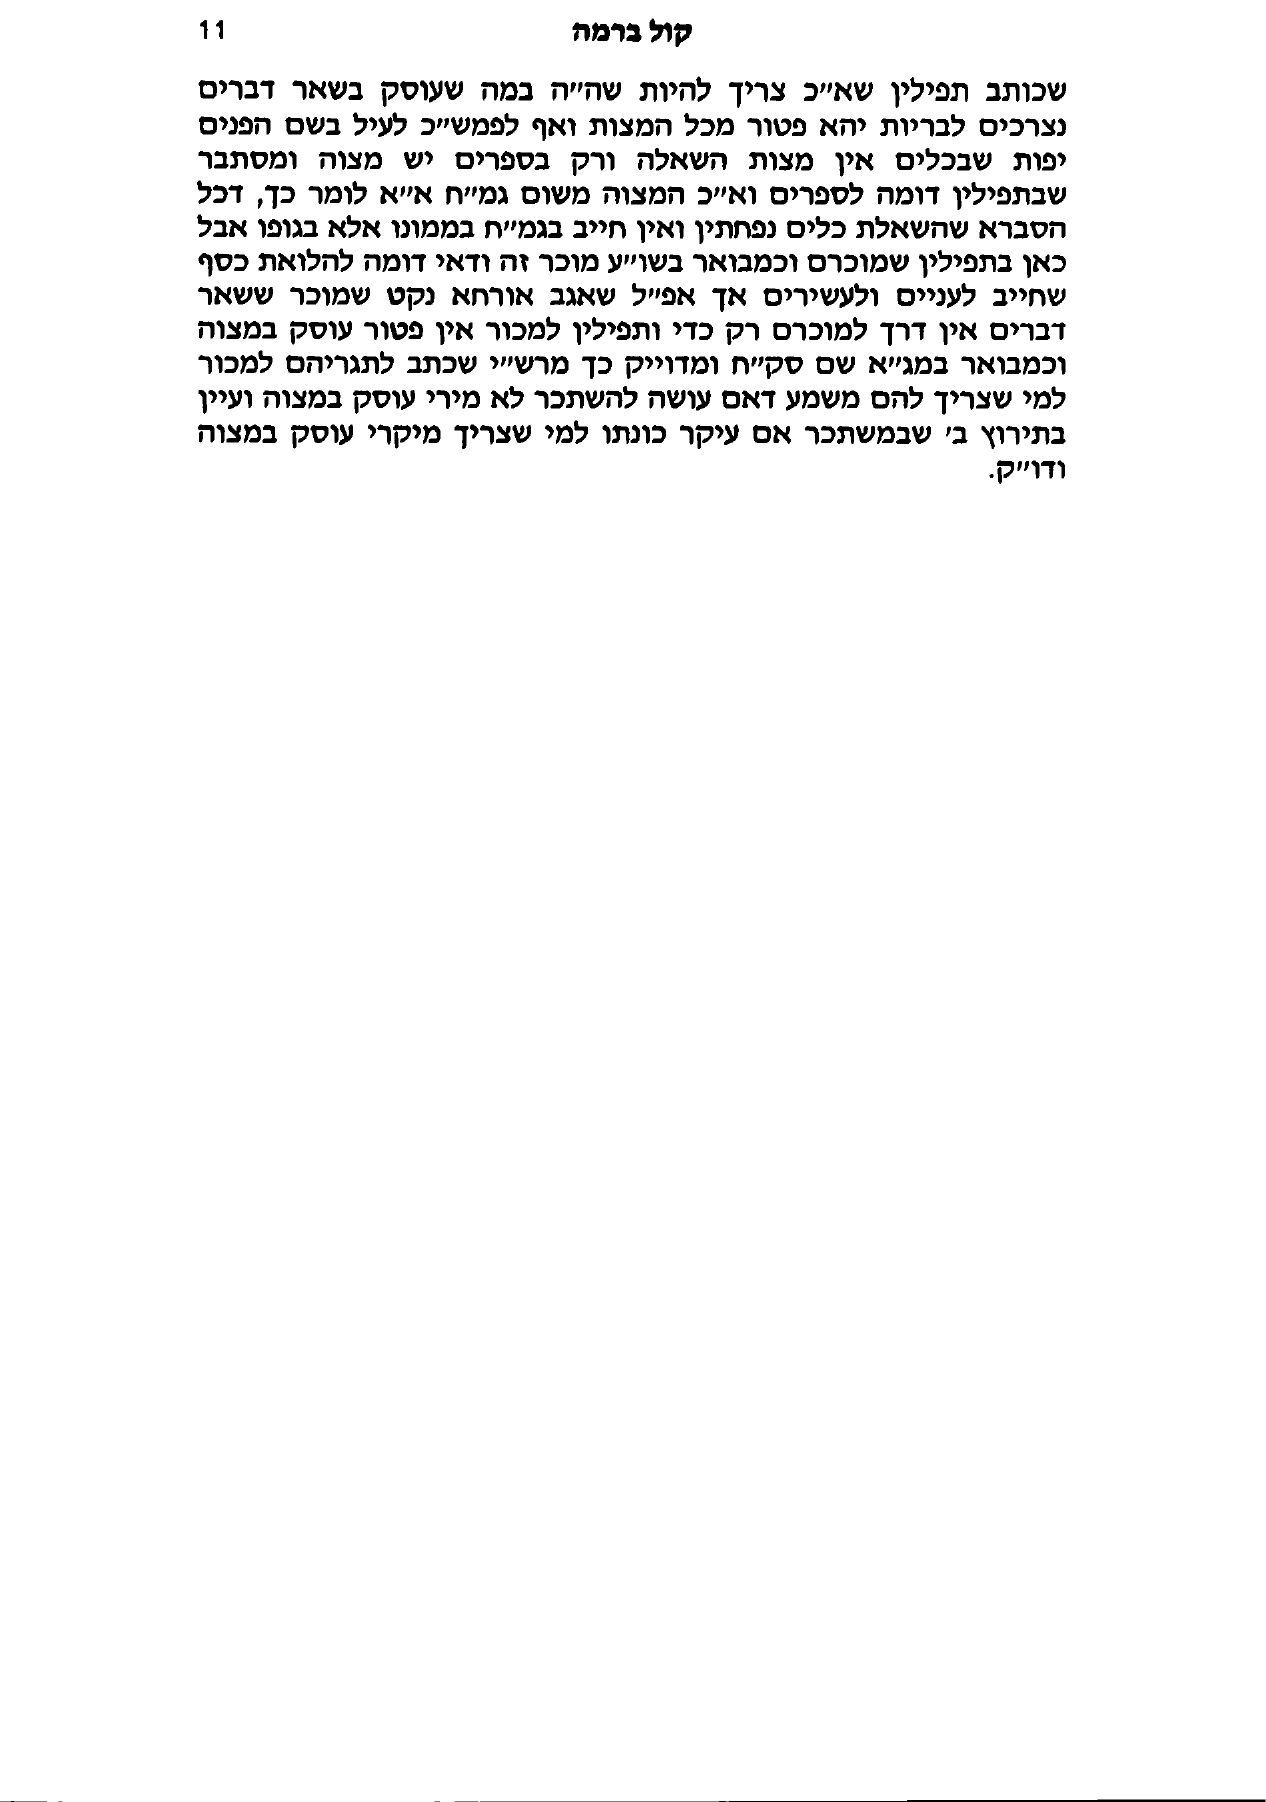 קול ברמה 11
שכותב תפילין שא״כ צריך להיות שה״ה במה שעוסק בשאר דברים
נצרכים לבריות יהא פטור מכל המצות ואף לפמש״כ לעיל בשם הפנים
יפות שבכלים אין מצות השאלה ורק בספרים יש מצוה ומסתבר
שבתפילין דומה לספרים וא״כ המצוה משום גמ״ח א״א לומר כך, דכל
הסברא שהשאלת כלים נפחתין ואין חייב בגמ״ח בממונו אלא בגופו אבל
כאן בתפילין שמוכרם וכמבואר בשו״ע מוכר זה ודאי דומה להלואת כסף
שחייב לעניים ולעשירים אך אפ״ל שאגב אורחא נקט שמוכר ששאר
דברים אין דרך למוכרם רק כדי ותפילין למכור אין פטור עוסק במצוה
וכמבואר במג״א שם סק״ח ומדוייק כך מרש״י שכתב לתגריהם למכור
למי שצריך להם משמע דאם עושה להשתכר לא מירי עוסק במצוה ועיין
בתירוץ ב׳ שבמשתכר אם עיקר כונתו למי שצריך מיקרי עוסק במצוה
ודו״ק.